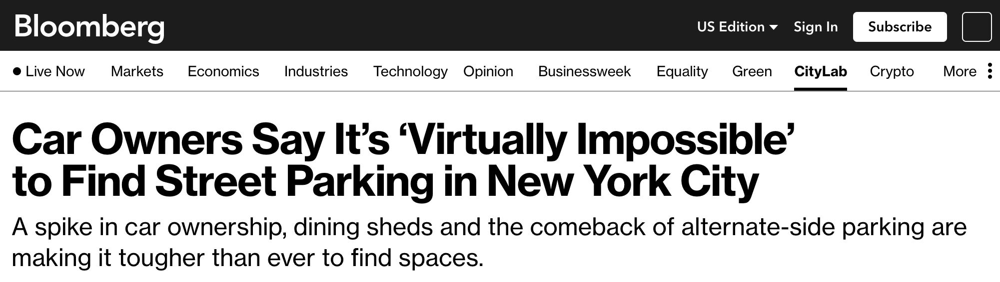 Bloomberg
US Edition Sign In Subscribe
Live Now Markets Economics Industries Technology Opinion Businessweek Equality Green CityLab Crypto More
Car Owners Say It’s ‘Virtually Impossible’
to Find Street Parking in New York City
A spike in car ownership, dining sheds and the comeback of alternate-side parking are
making it tougher than ever to find spaces.